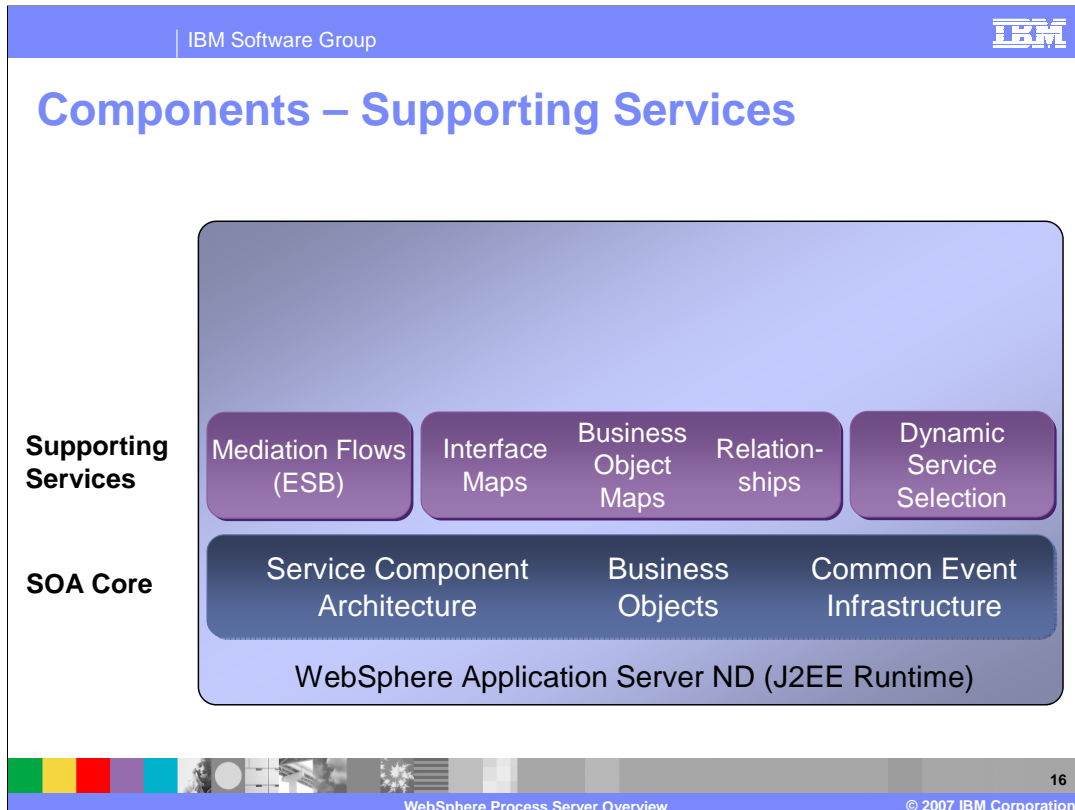 IBM Software Group
IBM
Components – Supporting Services
Supporting
Services
Mediation Flows
(ESB)
Interface
Maps
Business
Object
Maps
Relation-
ships
Dynamic
Service
Selection
SOA Core
Service Component
Architecture
Business
Objects
Common Event
Infrastructure
WebSphere Application Server ND (J2EE Runtime)
16
WebSphere Process Server Overview
© 2007 IBM Corporation